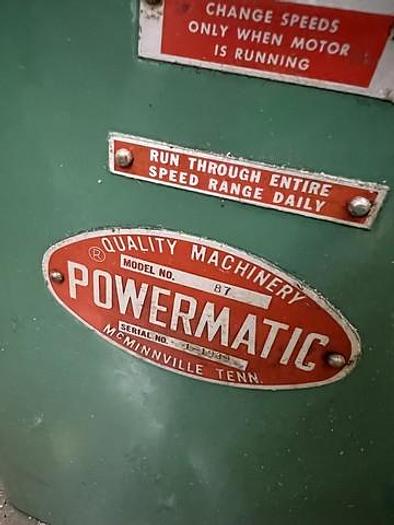 CHANGE SPEEDS
ONLY WHEN MOTOR
IS RUNNING
RUN THROUGH ENTIRE
SPEED RANGE DAILY
® QUALITY MACHINERY
MODEL NO. 87
POWERMATIC
SERIAL NO.
McMINNVILLE TENN.